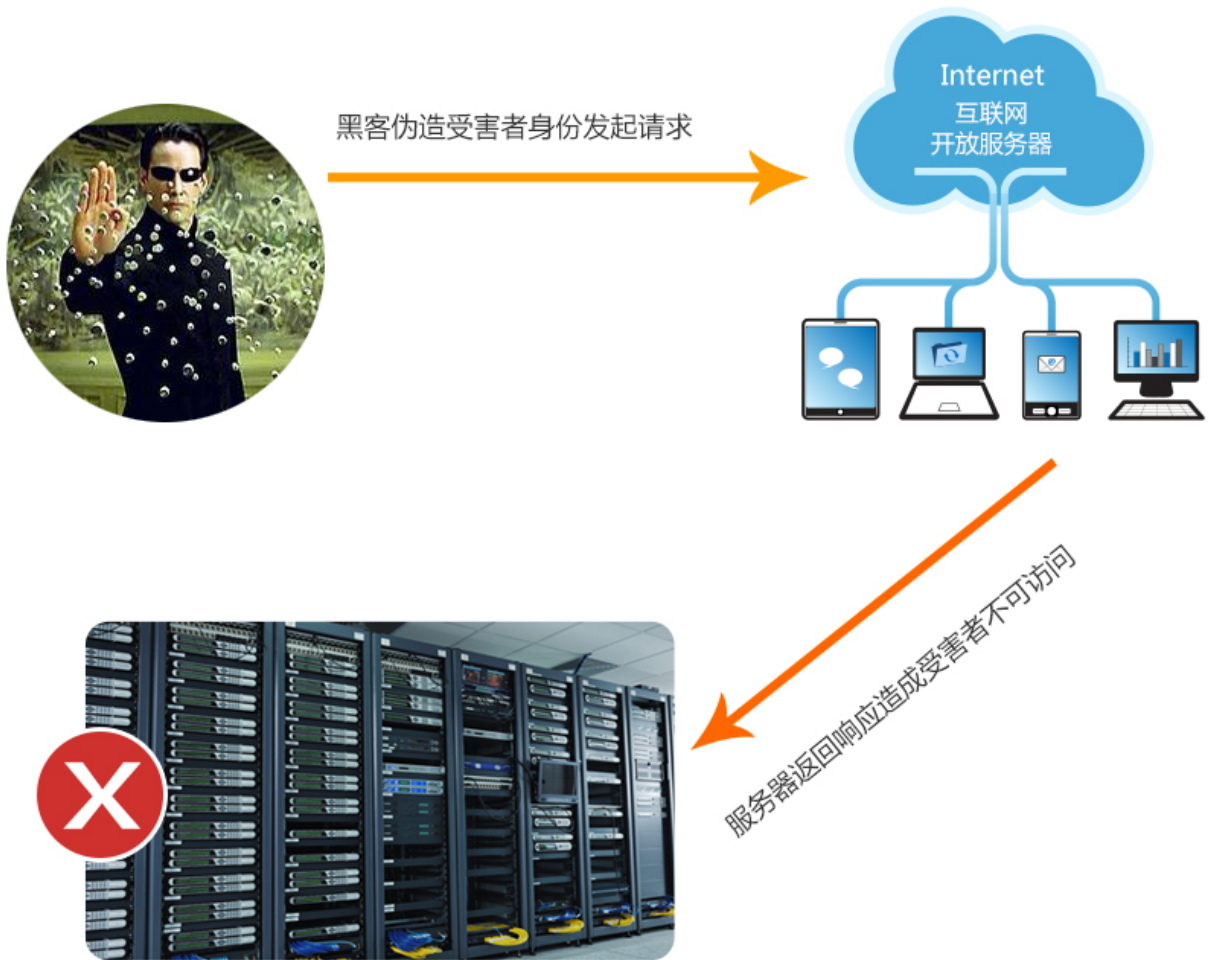 黑客伪造受害者身份发起请求
Internet
互联网
开放服务器
服务器返回响应造成受害者不可访问
X